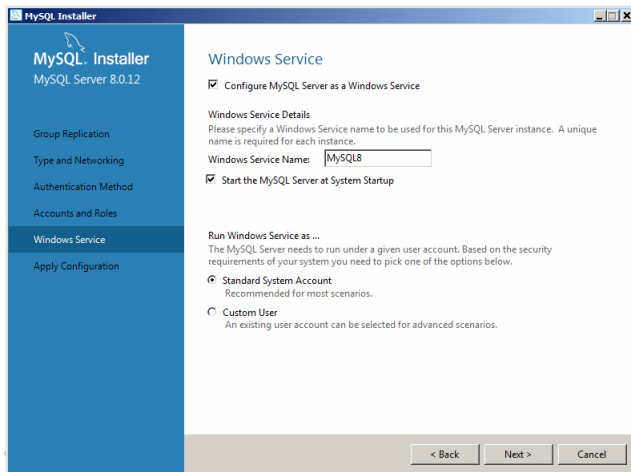 MySQL Installer
MySQL. Installer
MySQL Server 8.0.12
Group Replication
Type and Networking
Authentication Method
Accounts and Roles
Windows Service
Apply Configuration
Windows Service
Configure MySQL Server as a Windows Service
Windows Service Details
Please specify a Windows Service name to be used for this MySQL Server instance. A unique
name is required for each instance.
Windows Service Name: MySQL8
Start the MySQL Server at System Startup
Run Windows Service as ...
The MySQL Server needs to run under a given user account. Based on the security
requirements of your system you need to pick one of the options below.
Standard System Account
Recommended for most scenarios.
Custom User
An existing user account can be selected for advanced scenarios.
< Back
Next >
Cancel